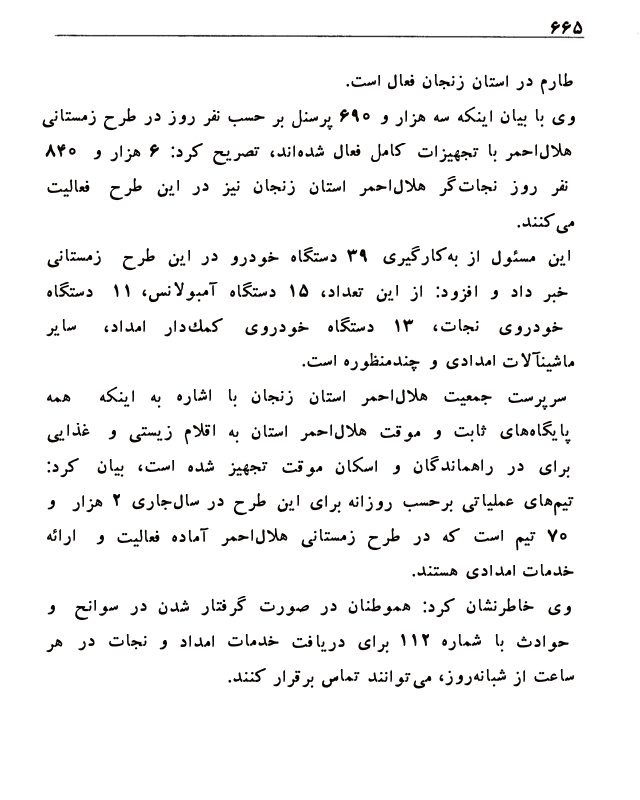 ۶۶۵
طارم در استان زنجان فعال است.
وی با بیان اینکه سه هزار و ۶۹۰ پرسنل بر حسب نفر روز در طرح زمستانی
هلال‌احمر با تجهیزات کامل فعال شده‌اند، تصریح کرد: ۶ هزار و ۸۴۰
نفر روز نجات‌گر هلال‌احمر استان زنجان نیز در این طرح فعالیت
می‌کنند.
این مسئول از به‌کارگیری ۳۹ دستگاه خودرو در این طرح زمستانی
خبر داد و افزود: از این تعداد، ۱۵ دستگاه آمبولانس، ۱۱ دستگاه
خودروی نجات، ۱۳ دستگاه خودروی کمک‌دار امداد، سایر
ماشینآلات امدادی و چندمنظوره است.
سرپرست جمعیت هلال‌احمر استان زنجان با اشاره به اینکه همه
پایگاه‌های ثابت و موقت هلال‌احمر استان به اقلام زیستی و غذایی
برای در راهماندگان و اسکان موقت تجهیز شده است، بیان کرد:
تیم‌های عملیاتی برحسب روزانه برای این طرح در سال‌جاری ۲ هزار و
۷۰ تیم است که در طرح زمستانی هلال‌احمر آماده فعالیت و ارائه
خدمات امدادی هستند.
وی خاطرنشان کرد: هموطنان در صورت گرفتار شدن در سوانح و
حوادث با شماره ۱۱۲ برای دریافت خدمات امداد و نجات در هر
ساعت از شبانه‌روز، می‌توانند تماس برقرار کنند.